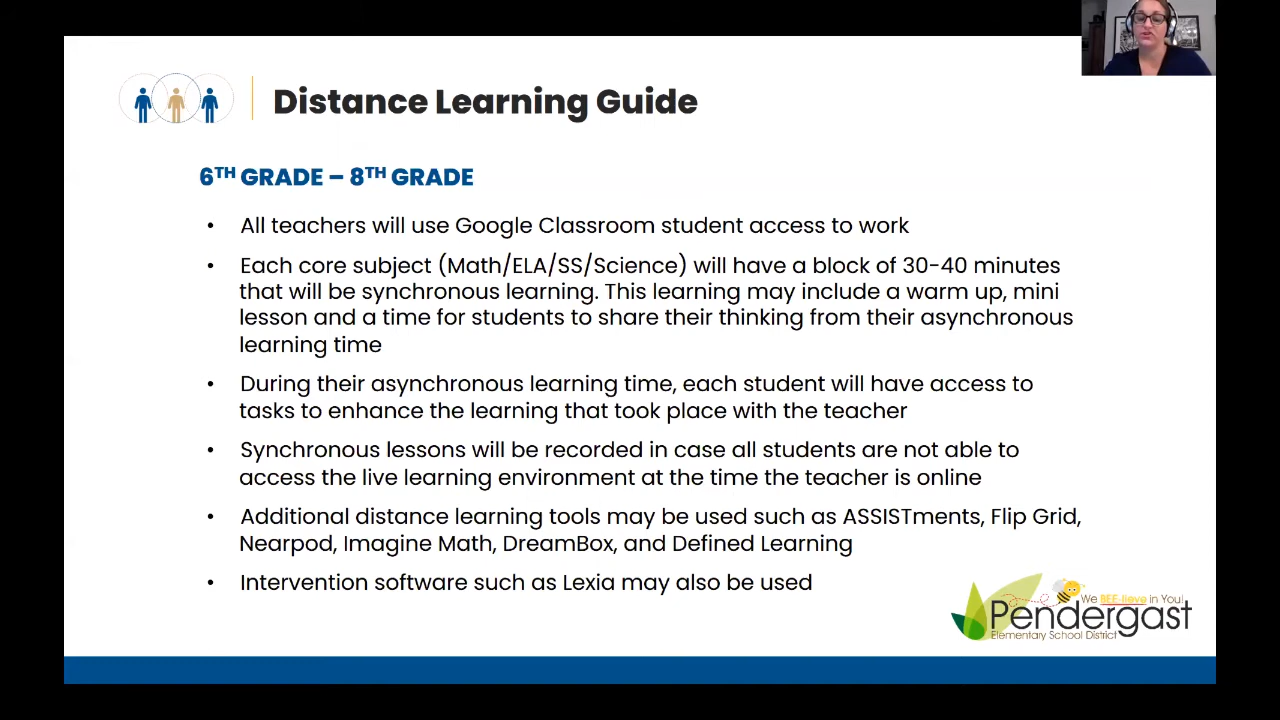 Distance Learning Guide
6TH GRADE – 8TH GRADE
• All teachers will use Google Classroom student access to work
• Each core subject (Math/ELA/SS/Science) will have a block of 30-40 minutes
that will be synchronous learning. This learning may include a warm up, mini
lesson and a time for students to share their thinking from their asynchronous
learning time
• During their asynchronous learning time, each student will have access to
tasks to enhance the learning that took place with the teacher
• Synchronous lessons will be recorded in case all students are not able to
access the live learning environment at the time the teacher is online
• Additional distance learning tools may be used such as ASSISTments, Flip Grid,
Nearpod, Imagine Math, DreamBox, and Defined Learning
• Intervention software such as Lexia may also be used
We BEE-lieve in You!
Pendergast
Elementary School District